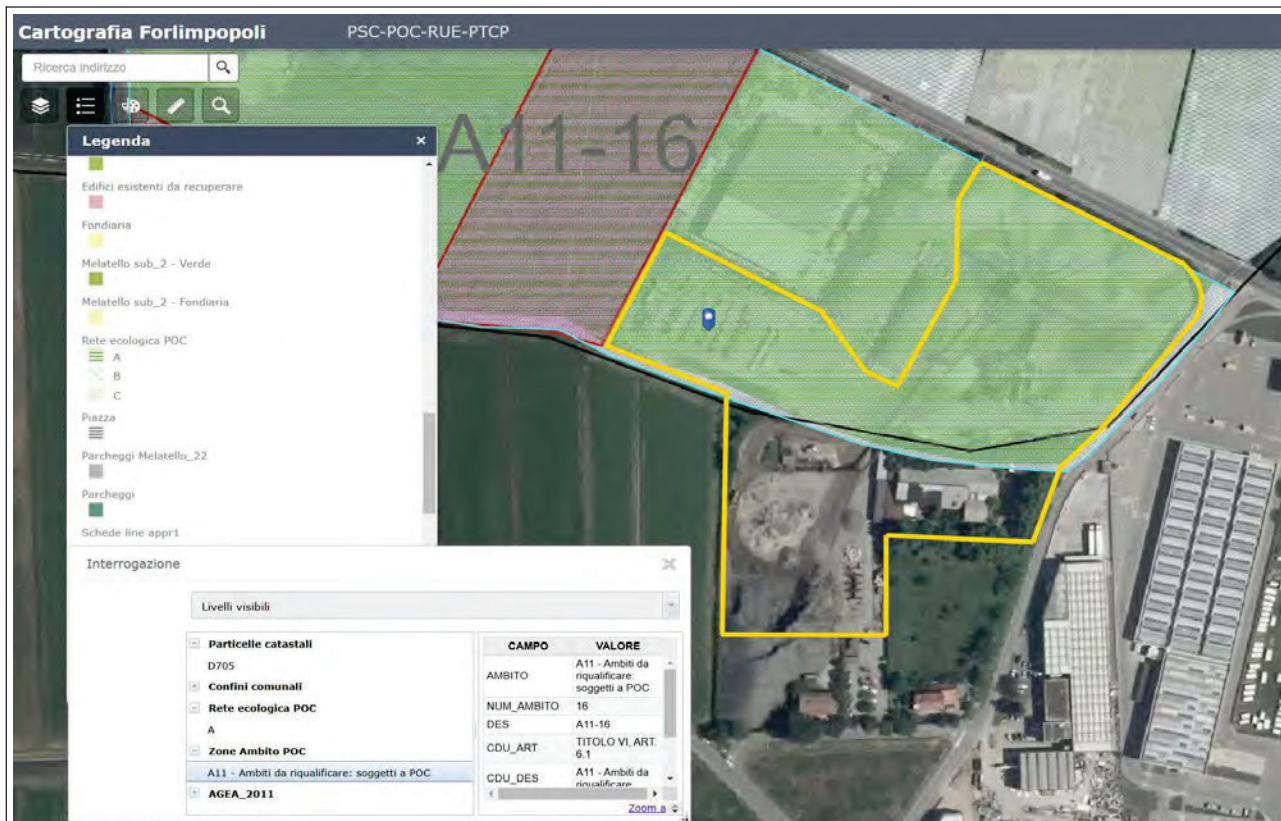 Cartografia Forlimpopoli PSC-POC-RUE-PTCP
Ricerca indirizzo
A11-16
Legenda
Edifici esistenti da recuperare
Fondiaria
Melatello sub_2 - Verde
Melatello sub_2 - Fondiaria
Rete ecologica POC
A
B
C
Piazza
Parcheggi Melatello_22
Parcheggi
Schede line appr1
Interrogazione
Livelli visibili
Particelle catastali
D705
Confini comunali
Rete ecologica POC
A
Zone Ambito POC
A11 - Ambiti da riqualificare: soggetti a POC
AGEA_2011
CAMPO VALORE
AMBITO A11 - Ambiti da
riqualificare:
soggetti a POC
NUM_AMBITO 16
DES A11-16
CDU_ART TITOLO VI, ART.
6.1
CDU_DES A11 - Ambiti da
riqualificare
Zoom a